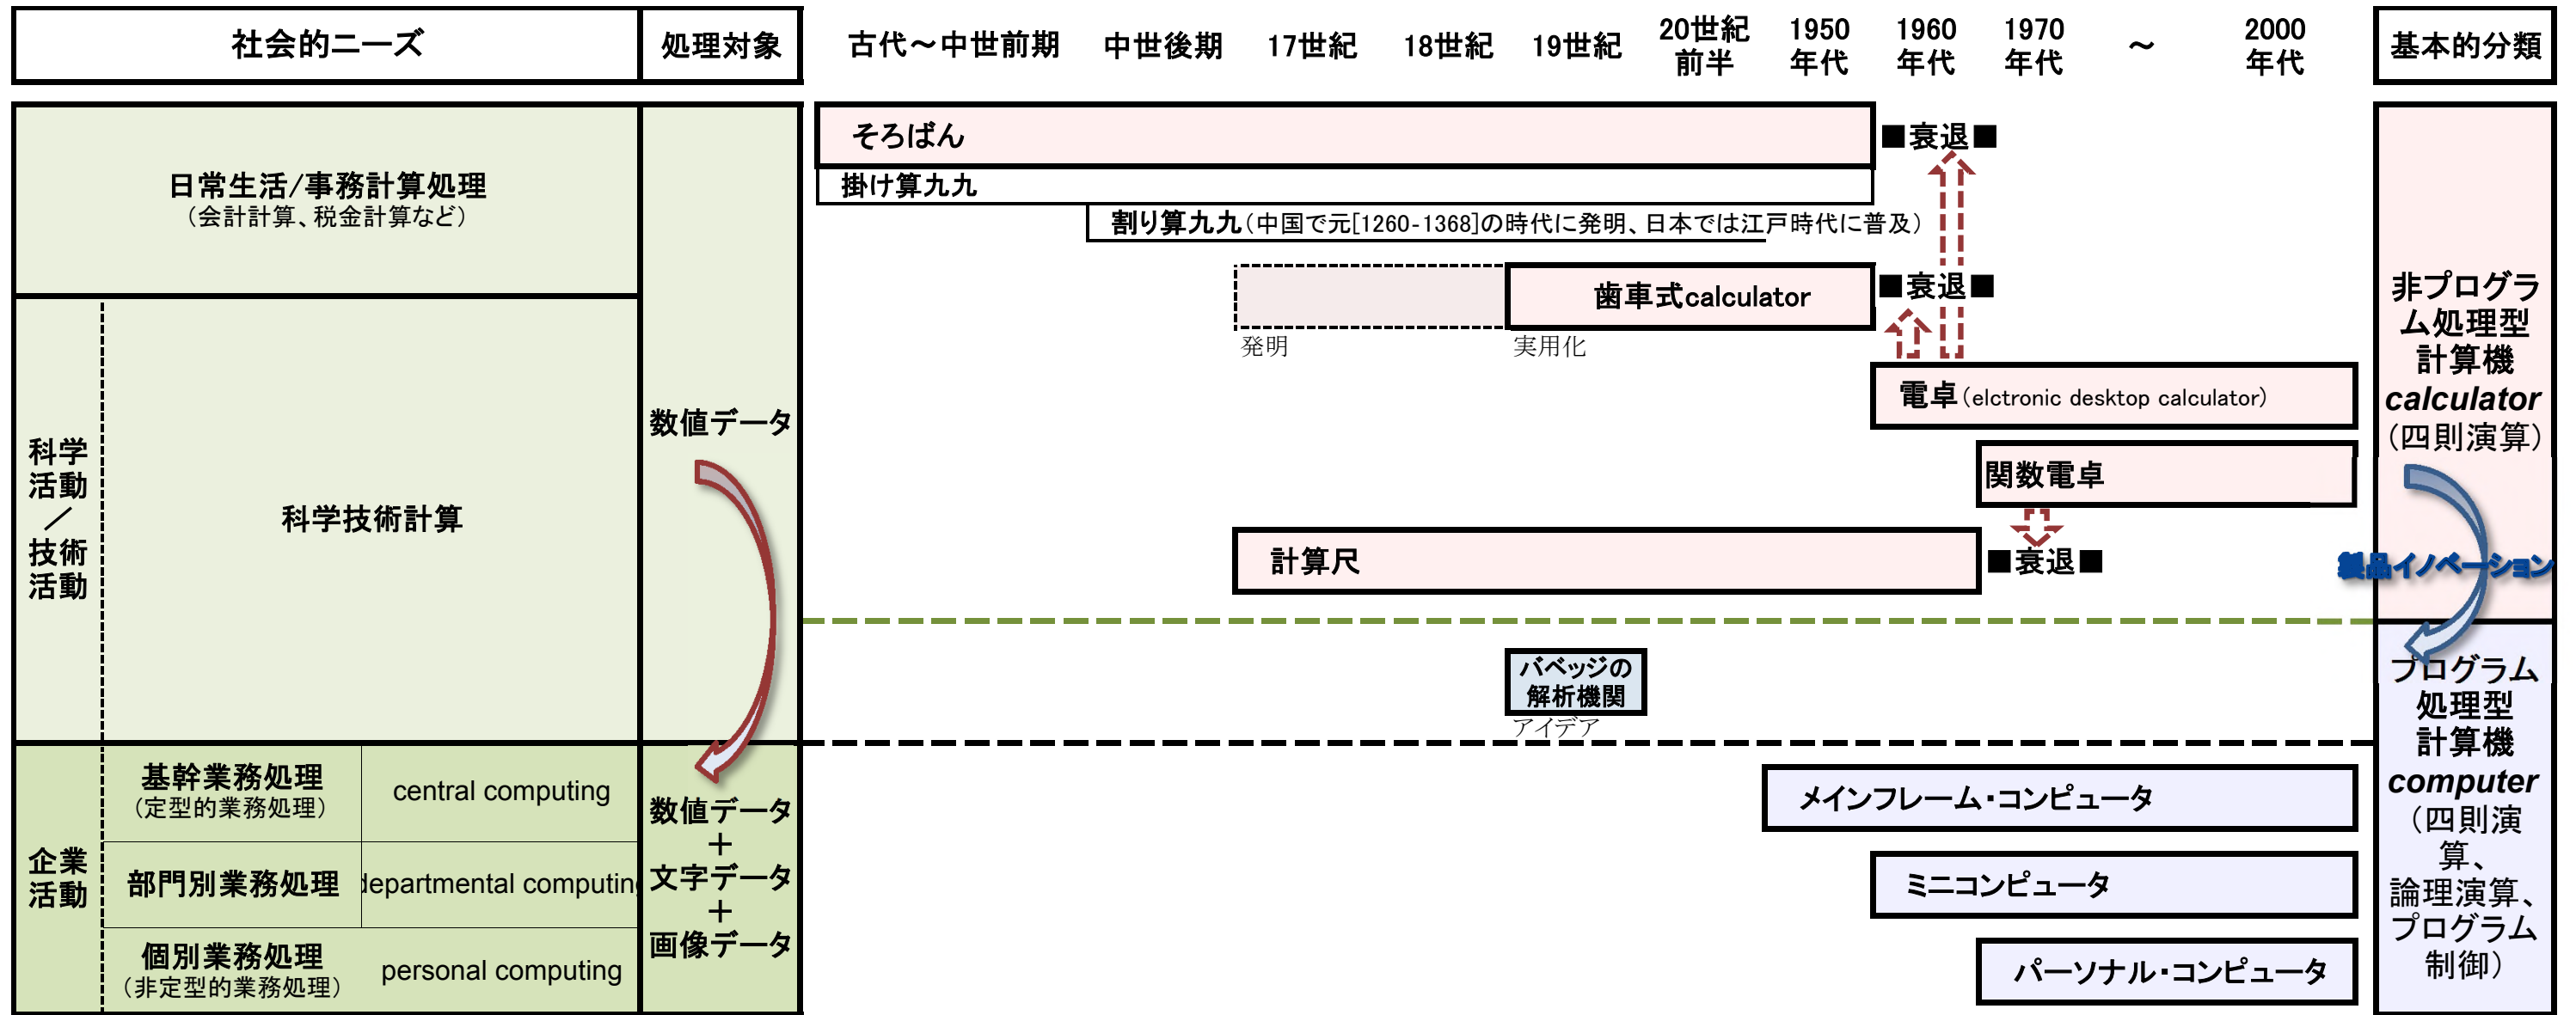 社会的ニーズ
処理対象
古代～中世前期
中世後期
17世紀
18世紀
19世紀
20世紀
前半
1950
年代
1960
年代
1970
年代
～
2000
年代
基本的分類
日常生活/事務計算処理
（会計計算、税金計算など）
科学
活動
／
技術
活動
科学技術計算
企業
活動
基幹業務処理
（定型的業務処理）
central computing
部門別業務処理
departmental computing
個別業務処理
（非定型的業務処理）
personal computing
数値データ
数値データ
＋
文字データ
＋
画像データ
そろばん
■衰退■
掛け算九九
割り算九九（中国で元[1260-1368]の時代に発明、日本では江戸時代に普及）
歯車式calculator
■衰退■
発明
実用化
電卓（elctronic desktop calculator）
関数電卓
計算尺
■衰退■
バベッジの
解析機関
アイデア
メインフレーム・コンピュータ
ミニコンピュータ
パーソナル・コンピュータ
非プログラ
ム処理型
計算機
calculator
（四則演算）
製品イノベーション
プログラム
処理型
計算機
computer
（四則演
算、
論理演算、
プログラム
制御）